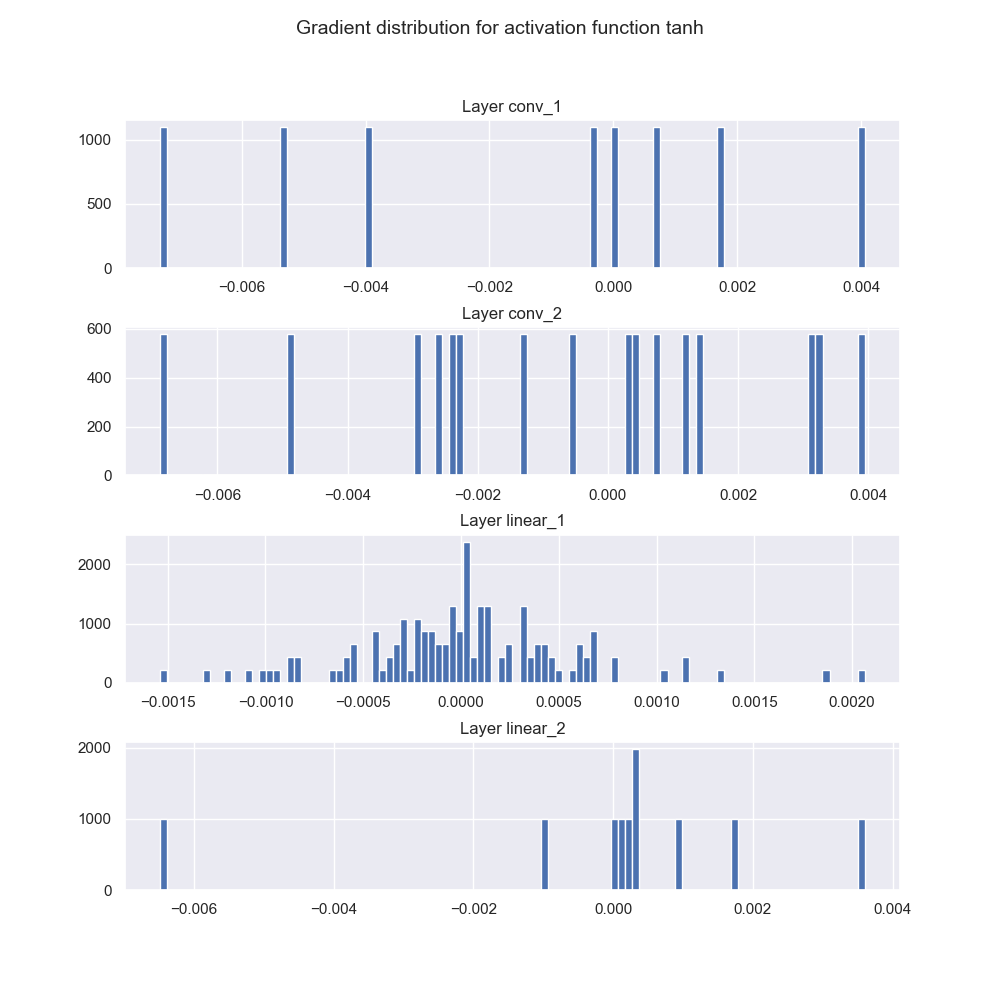 Gradient distribution for activation function tanh
Layer conv_1
1000
500
0
−0.006 −0.004 −0.002 0.000 0.002 0.004
Layer conv_2
600
400
200
0
−0.006 −0.004 −0.002 0.000 0.002 0.004
Layer linear_1
2000
1000
0
−0.0015 −0.0010 −0.0005 0.0000 0.0005 0.0010 0.0015 0.0020
Layer linear_2
2000
1000
0
−0.006 −0.004 −0.002 0.000 0.002 0.004